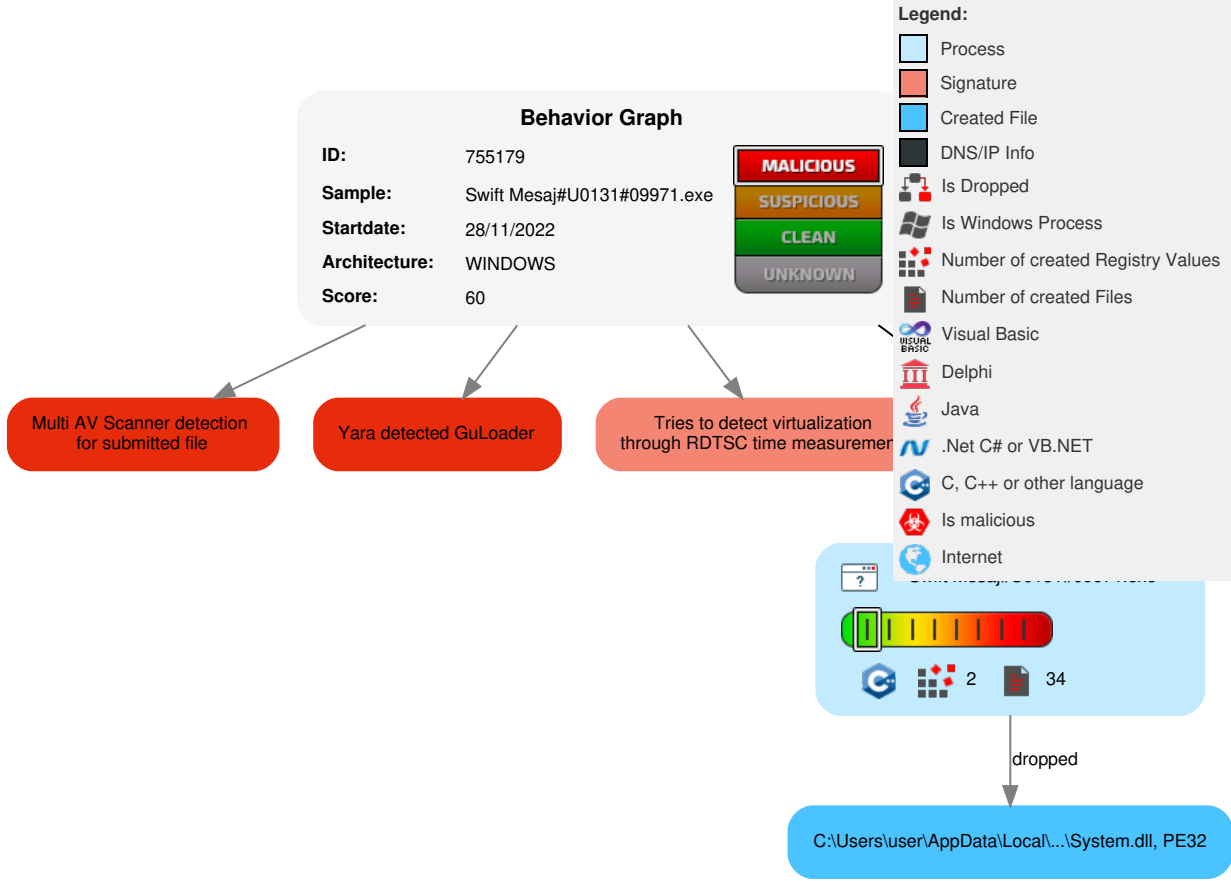 Legend:
Process
Signature
Created File
DNS/IP Info
Is Dropped
Is Windows Process
Number of created Registry Values
Number of created Files
VISUAL BASIC
Visual Basic
Delphi
Java
.Net C# or VB.NET
C, C++ or other language
Is malicious
Internet
Behavior Graph
ID: 755179
Sample: Swift Mesaj#U0131#09971.exe
Startdate: 28/11/2022
Architecture: WINDOWS
Score: 60
MALICIOUS
SUSPICIOUS
CLEAN
UNKNOWN
Multi AV Scanner detection
for submitted file
Yara detected GuLoader
Tries to detect virtualization
through RDTSC time measuremen
?
2
34
dropped
C:\Users\user\AppData\Local\...\System.dll, PE32